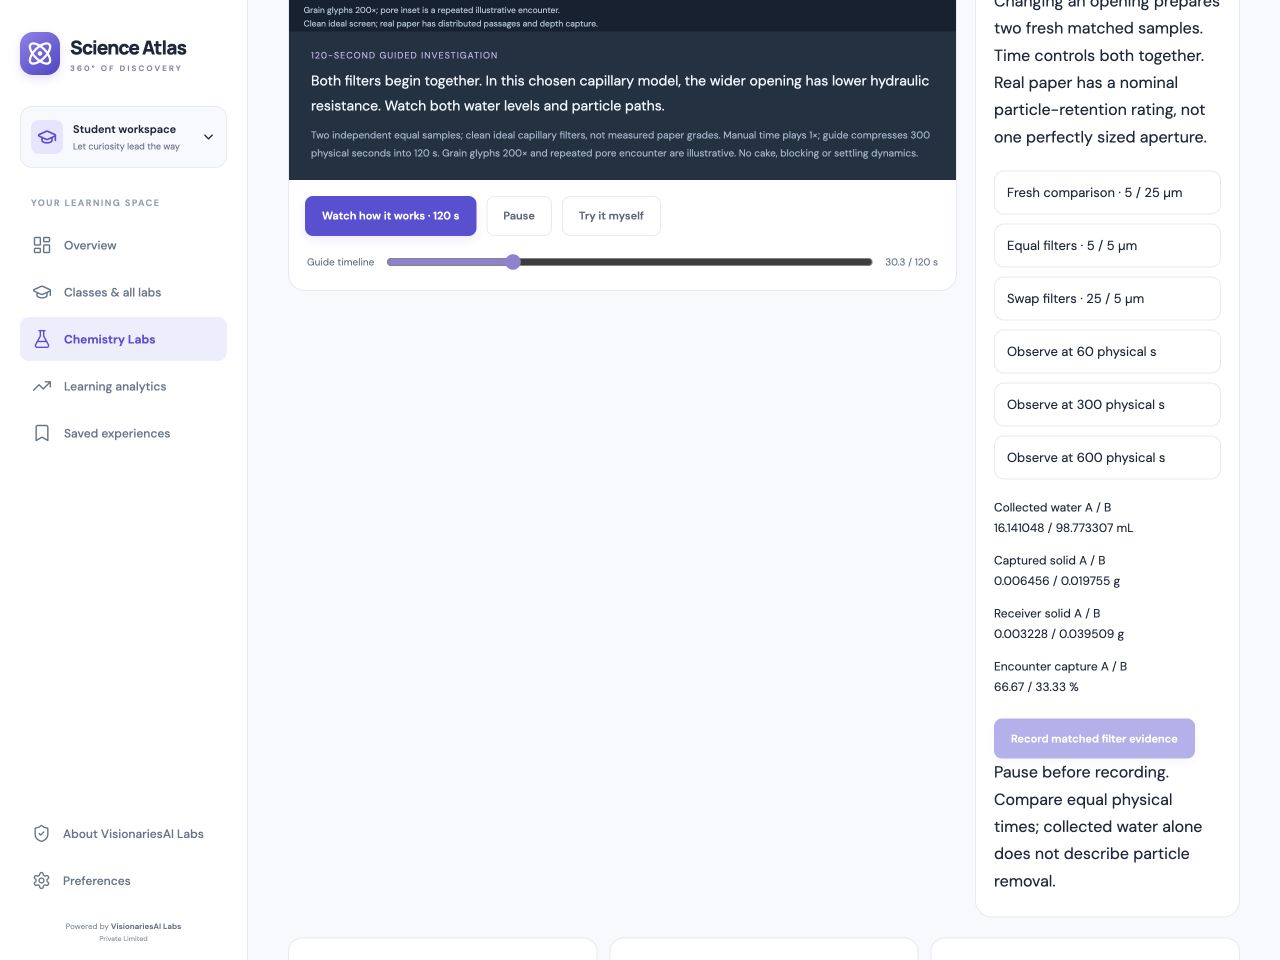 Science Atlas
360° OF DISCOVERY
Student workspace
Let curiosity lead the way
YOUR LEARNING SPACE
Overview
Classes & all labs
Chemistry Labs
Learning analytics
Saved experiences
About VisionariesAI Labs
Preferences
Powered by VisionariesAI Labs
Private Limited
Grain glyphs 200×; pore inset is a repeated illustrative encounter.
Clean ideal screen; real paper has distributed passages and depth capture.
120-SECOND GUIDED INVESTIGATION
Both filters begin together. In this chosen capillary model, the wider opening has lower hydraulic
resistance. Watch both water levels and particle paths.
Two independent equal samples; clean ideal capillary filters, not measured paper grades. Manual time plays 1×; guide compresses 300
physical seconds into 120 s. Grain glyphs 200× and repeated pore encounter are illustrative. No cake, blocking or settling dynamics.
Watch how it works · 120 s
Pause
Try it myself
Guide timeline
30.3 / 120 s
Changing an opening prepares
two fresh matched samples.
Time controls both together.
Real paper has a nominal
particle-retention rating, not
one perfectly sized aperture.
Fresh comparison · 5 / 25 µm
Equal filters · 5 / 5 µm
Swap filters · 25 / 5 µm
Observe at 60 physical s
Observe at 300 physical s
Observe at 600 physical s
Collected water A / B
16.141048 / 98.773307 mL
Captured solid A / B
0.006456 / 0.019755 g
Receiver solid A / B
0.003228 / 0.039509 g
Encounter capture A / B
66.67 / 33.33 %
Record matched filter evidence
Pause before recording.
Compare equal physical
times; collected water alone
does not describe particle
removal.